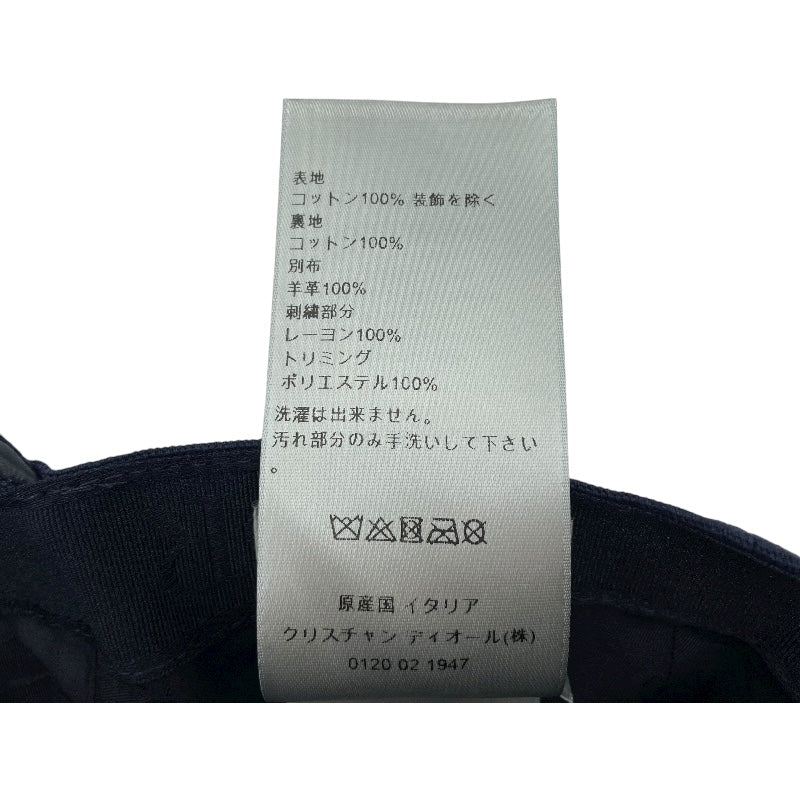 表地
コットン100% 装飾を除く
裏地
コットン100%
別布
羊革100%
刺繍部分
レーヨン100%
トリミング
ポリエステル100%
洗濯は出来ません。
汚れ部分のみ手洗いして下さい
。
原産国 イタリア
クリスチャン ディオール(株)
0120 02 1947